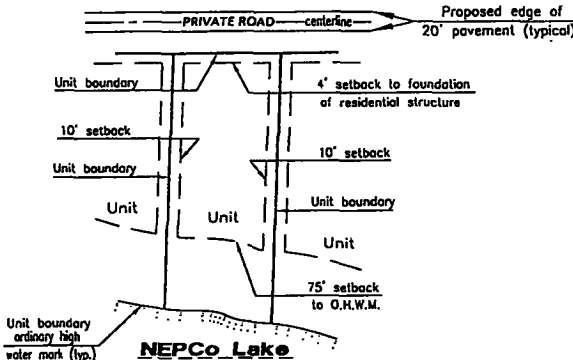 PRIVATE ROAD centerline
Proposed edge of
20' pavement (typical)
Unit boundary
4' setback to foundation
of residential structure
10' setback
10' setback
Unit boundary
Unit boundary
Unit
Unit
Unit
75' setback
to O.H.W.M.
Unit boundary
ordinary high
water mark (typ.)
NEPCo Lake